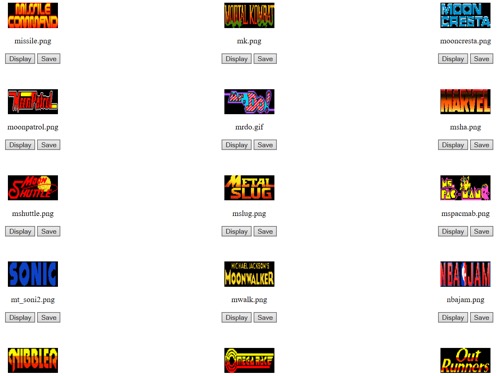 MISSILE COMMAND
MORTAL KOMBAT
MOON CRESTA
missile.png
mk.png
mooncresta.png
Display Save
Display Save
Display Save
Moon Patrol
Mr. Do!
MARVEL
moonpatrol.png
mrdo.gif
msha.png
Display Save
Display Save
Display Save
MOON SHUTTLE
METAL SLUG
MS. PAC-MAN
mshuttle.png
mslug.png
mspacmab.png
Display Save
Display Save
Display Save
SONIC
MICHAEL JACKSON'S MOONWALKER
NBA JAM
mt_soni2.png
mwalk.png
nbajam.png
Display Save
Display Save
Display Save
NIBBLER
OMEGA RACE
Out Runners